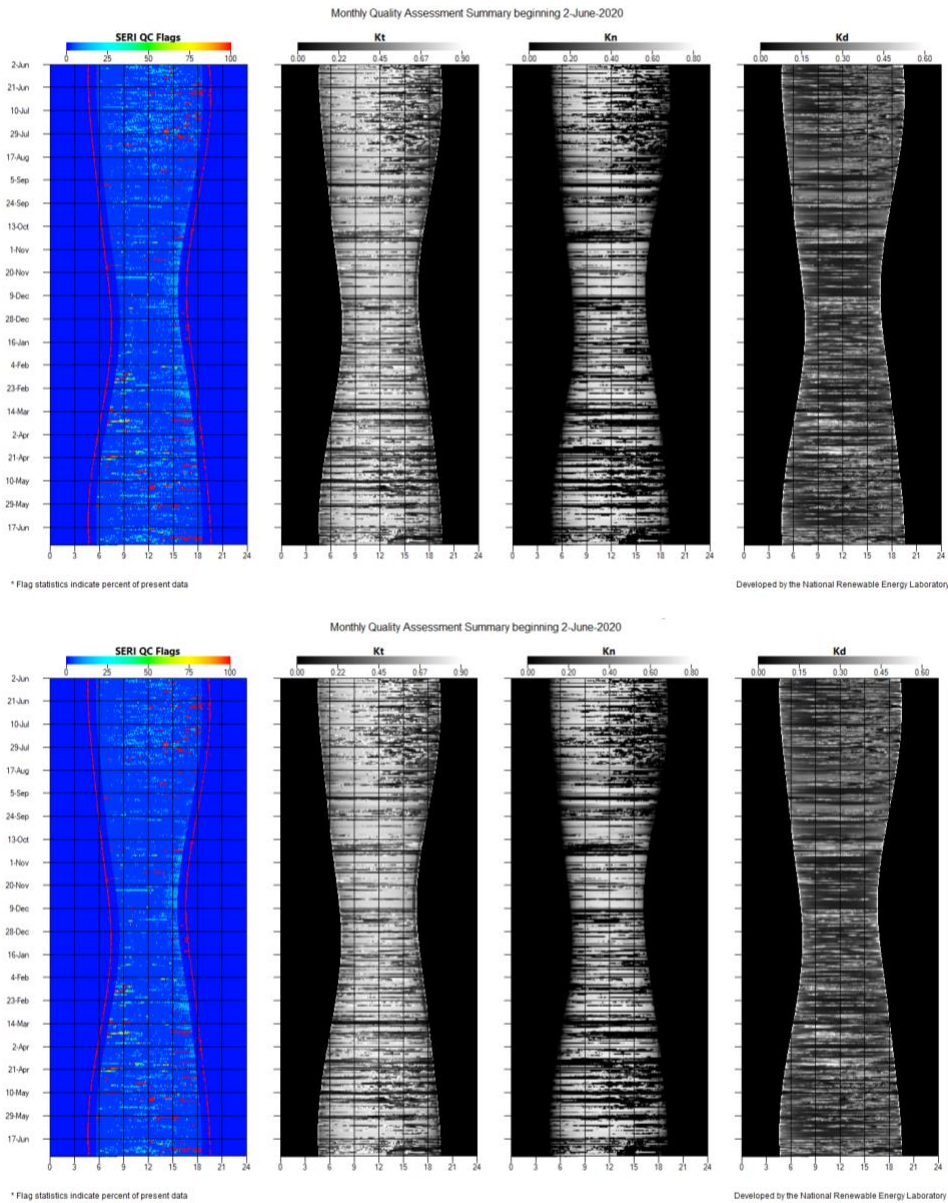 Monthly Quality Assessment Summary beginning 2-June-2020
SERI QC Flags
Kt
Kn
Kd
0 25 50 75 100
0.00 0.22 0.45 0.67 0.90
0.00 0.20 0.40 0.60 0.80
0.00 0.15 0.30 0.45 0.60
2-Jun
21-Jun
10-Jul
29-Jul
17-Aug
5-Sep
24-Sep
13-Oct
1-Nov
20-Nov
9-Dec
28-Dec
16-Jan
4-Feb
23-Feb
14-Mar
2-Apr
21-Apr
10-May
29-May
17-Jun
0 3 6 9 12 15 18 21 24
0 3 6 9 12 15 18 21 24
0 3 6 9 12 15 18 21 24
0 3 6 9 12 15 18 21 24
* Flag statistics indicate percent of present data
Developed by the National Renewable Energy Laboratory
Monthly Quality Assessment Summary beginning 2-June-2020
SERI QC Flags
Kt
Kn
Kd
0 25 50 75 100
0.00 0.22 0.45 0.67 0.90
0.00 0.20 0.40 0.60 0.80
0.00 0.15 0.30 0.45 0.60
2-Jun
21-Jun
10-Jul
29-Jul
17-Aug
5-Sep
24-Sep
13-Oct
1-Nov
20-Nov
9-Dec
28-Dec
16-Jan
4-Feb
23-Feb
14-Mar
2-Apr
21-Apr
10-May
29-May
17-Jun
0 3 6 9 12 15 18 21 24
0 3 6 9 12 15 18 21 24
0 3 6 9 12 15 18 21 24
0 3 6 9 12 15 18 21 24
* Flag statistics indicate percent of present data
Developed by the National Renewable Energy Laboratory